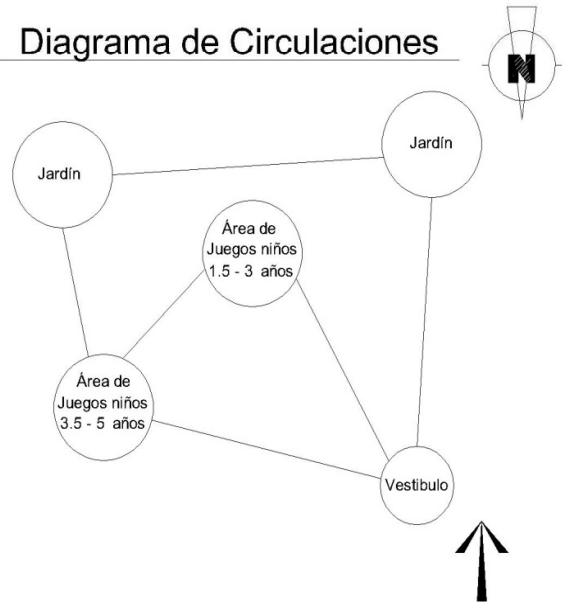 Diagrama de Circulaciones
N
Jardín
Jardín
Área de
Juegos niños
1.5 - 3 años
Área de
Juegos niños
3.5 - 5 años
Vestibulo